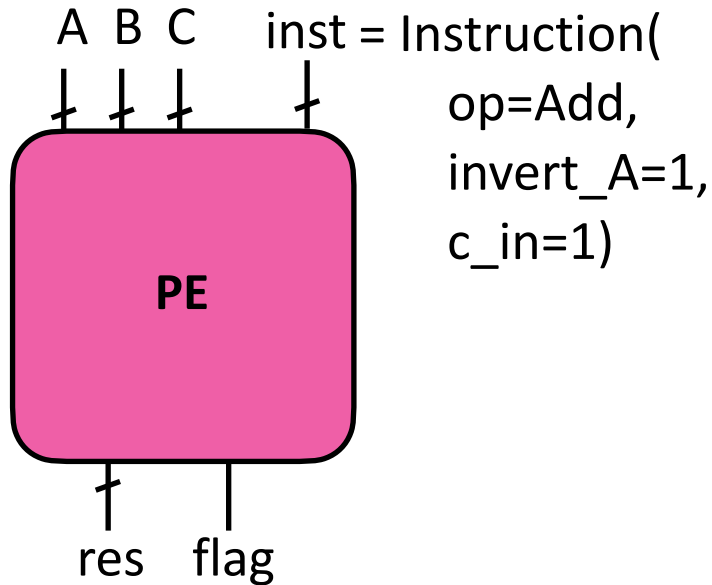 A B C inst = Instruction(
op=Add,
invert_A=1,
c_in=1)
PE
res flag